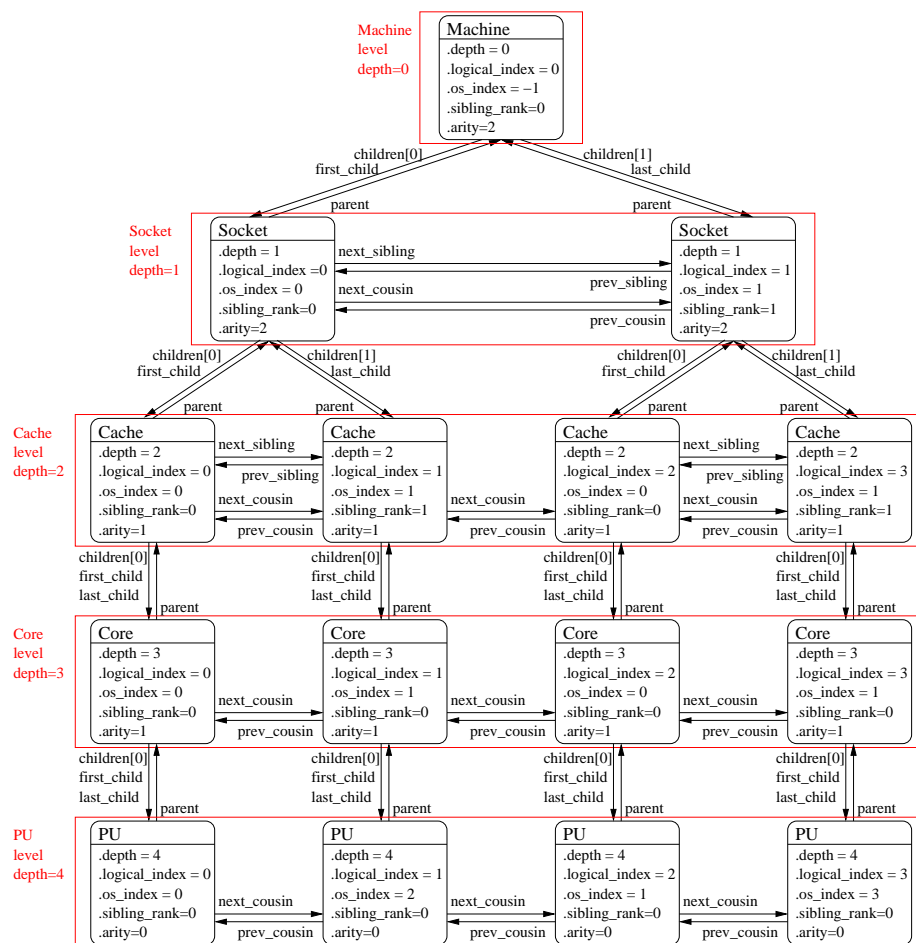 Machine
level
depth=0
Machine
.depth = 0
.logical_index = 0
.os_index = −1
.sibling_rank=0
.arity=2
children[0]
first_child
parent
children[1]
last_child
parent
Socket
level
depth=1
Socket
.depth = 1
.logical_index =0
.os_index = 0
.sibling_rank=0
.arity=2
next_sibling
prev_sibling
next_cousin
prev_cousin
Socket
.depth = 1
.logical_index = 1
.os_index = 1
.sibling_rank=1
.arity=2
children[0]
first_child
parent
children[1]
last_child
parent
children[0]
first_child
parent
children[1]
last_child
parent
Cache
level
depth=2
Cache
.depth = 2
.logical_index = 0
.os_index = 0
.sibling_rank=0
.arity=1
next_sibling
prev_sibling
next_cousin
prev_cousin
Cache
.depth = 2
.logical_index = 1
.os_index = 1
.sibling_rank=1
.arity=1
next_cousin
prev_cousin
Cache
.depth = 2
.logical_index = 2
.os_index = 0
.sibling_rank=0
.arity=1
next_sibling
prev_sibling
next_cousin
prev_cousin
Cache
.depth = 2
.logical_index = 3
.os_index = 1
.sibling_rank=1
.arity=1
children[0]
first_child
last_child
parent
children[0]
first_child
last_child
parent
children[0]
first_child
last_child
parent
children[0]
first_child
last_child
parent
Core
level
depth=3
Core
.depth = 3
.logical_index = 0
.os_index = 0
.sibling_rank=0
.arity=1
next_cousin
prev_cousin
Core
.depth = 3
.logical_index = 1
.os_index = 1
.sibling_rank=0
.arity=1
next_cousin
prev_cousin
Core
.depth = 3
.logical_index = 2
.os_index = 0
.sibling_rank=0
.arity=1
next_cousin
prev_cousin
Core
.depth = 3
.logical_index = 3
.os_index = 1
.sibling_rank=0
.arity=1
children[0]
first_child
last_child
parent
children[0]
first_child
last_child
parent
children[0]
first_child
last_child
parent
children[0]
first_child
last_child
parent
PU
level
depth=4
PU
.depth = 4
.logical_index = 0
.os_index = 0
.sibling_rank=0
.arity=0
next_cousin
prev_cousin
PU
.depth = 4
.logical_index = 1
.os_index = 2
.sibling_rank=0
.arity=0
next_cousin
prev_cousin
PU
.depth = 4
.logical_index = 2
.os_index = 1
.sibling_rank=0
.arity=0
next_cousin
prev_cousin
PU
.depth = 4
.logical_index = 3
.os_index = 3
.sibling_rank=0
.arity=0